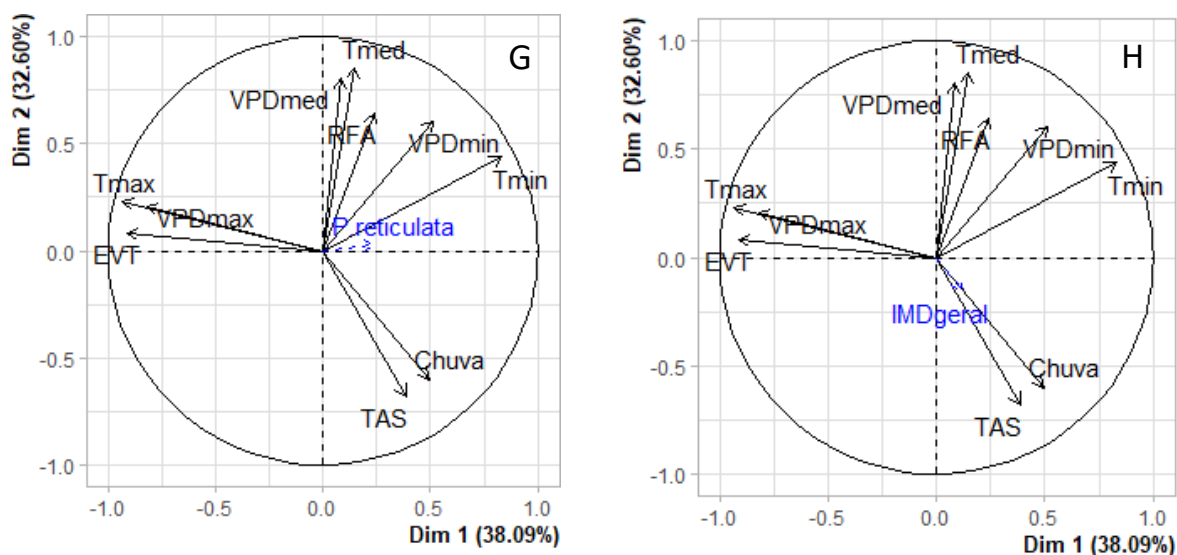 G
1.0
0.5
0.0
-0.5
-1.0
Dim 2 (32.60%)
Tmed
VPDmed
RFA
VPDmin
Tmin
Tmax
VPDmax
EVT
P reticulata
Chuva
TAS
-1.0 -0.5 0.0 0.5 1.0
Dim 1 (38.09%)
H
1.0
0.5
0.0
-0.5
-1.0
Dim 2 (32.60%)
Tmed
VPDmed
RFA
VPDmin
Tmin
Tmax
VPDmax
EVT
IMDgeral
Chuva
TAS
-1.0 -0.5 0.0 0.5 1.0
Dim 1 (38.09%)